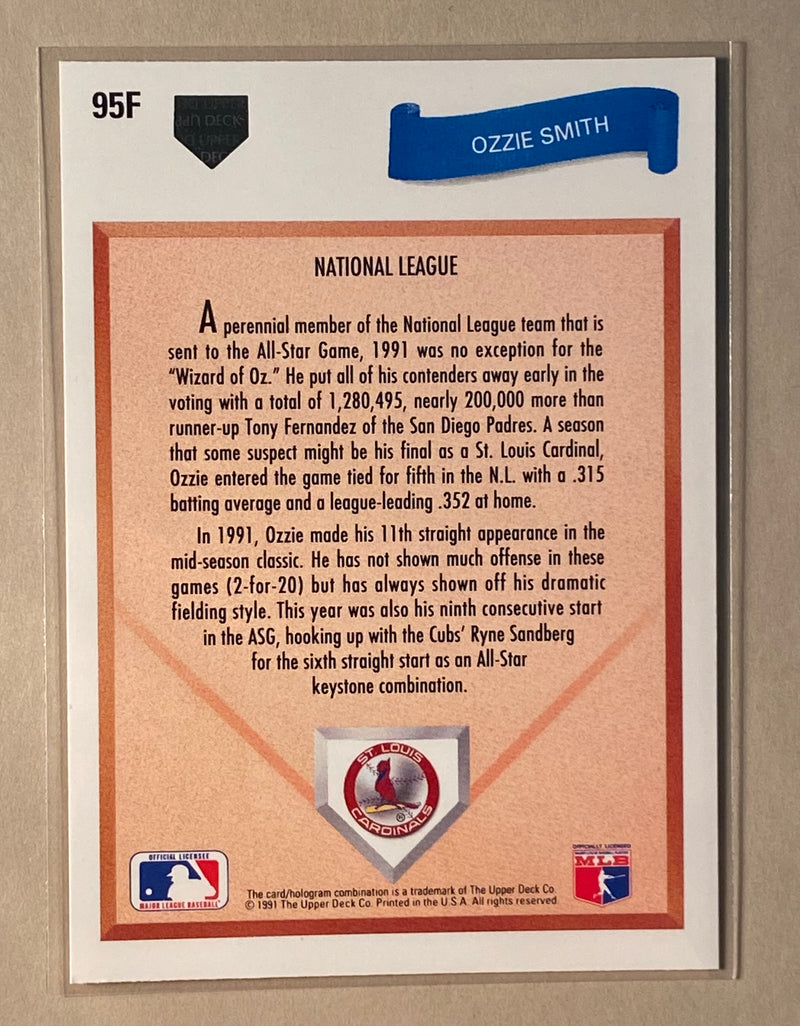 95F
UPPER
DECK
UPPER
DEC
OZZIE SMITH
NATIONAL LEAGUE
A perennial member of the National League team that is
sent to the All-Star Game, 1991 was no exception for the
"Wizard of Oz." He put all of his contenders away early in the
voting with a total of 1,280,495, nearly 200,000 more than
runner-up Tony Fernandez of the San Diego Padres. A season
that some suspect might be his final as a St. Louis Cardinal,
Ozzie entered the game tied for fifth in the N.L. with a .315
batting average and a league-leading .352 at home.
In 1991, Ozzie made his 11th straight appearance in the
mid-season classic. He has not shown much offense in these
games (2-for-20) but has always shown off his dramatic
fielding style. This year was also his ninth consecutive start
in the ASG, hooking up with the Cubs' Ryne Sandberg
for the sixth straight start as an All-Star
keystone combination.
ST. LOUIS
CARDINALS
®
OFFICIAL LICENSEE
MAJOR LEAGUE BASEBALL
The card/hologram combination is a trademark of The Upper Deck Co.
© 1991 The Upper Deck Co. Printed in the U.S.A. All rights reserved.
OFFICIALLY LICENSED
MLB